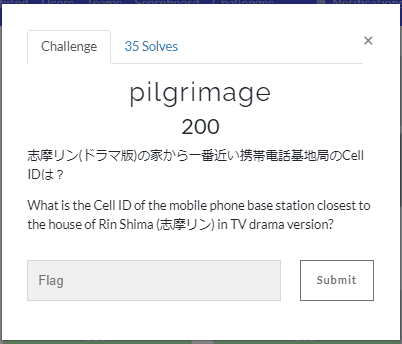 Challenge
35 Solves
×
pilgrimage
200
志摩リン(ドラマ版)の家から一番近い携帯電話基地局のCell
IDは？
What is the Cell ID of the mobile phone base station closest to
the house of Rin Shima (志摩リン) in TV drama version?
Flag
Submit